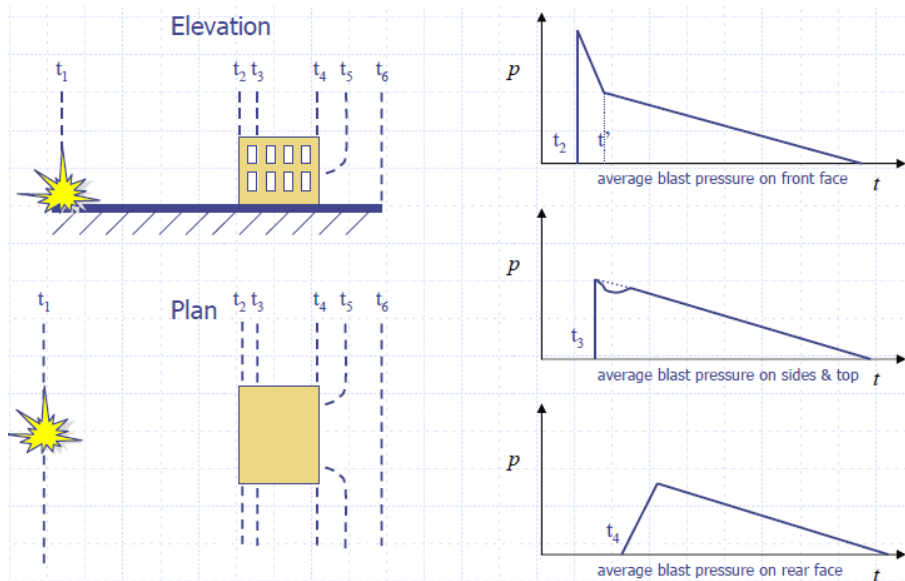 Elevation
t1
t2 t3
t4 t5
t6
Plan
t1
t2 t3
t4 t5
t6
p
t2
t’
average blast pressure on front face
t
p
t3
average blast pressure on sides & top
t
p
t4
average blast pressure on rear face
t